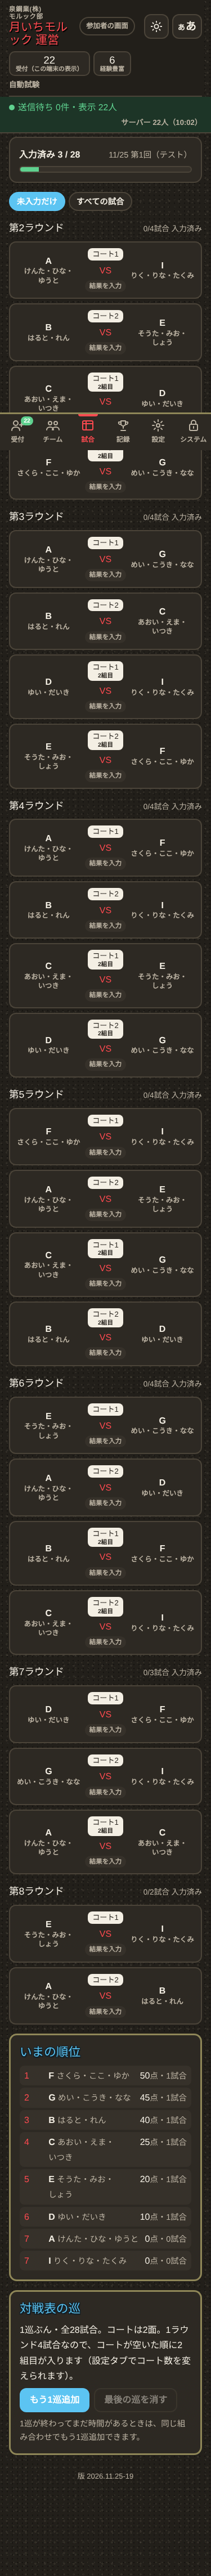 泉鋼業(株)
モルック部
月いちモルック 運営
参加者の画面
ああ
22
受付（この端末の表示）
6
経験豊富
自動試験
送信待ち 0件・表示 22人
サーバー 22人（10:02）
入力済み 3 / 28
11/25 第1回（テスト）
未入力だけ
すべての試合
第2ラウンド
0/4試合 入力済み
A
けんた・ひな・
ゆうと
コート1
VS
結果を入力
I
りく・りな・たくみ
B
はると・れん
コート2
VS
結果を入力
E
そうた・みお・
しょう
C
あおい・えま・
いつき
コート1
2組目
VS
D
ゆい・だいき
22
受付
チーム
試合
記録
設定
システム
F
さくら・ここ・ゆか
2組目
VS
結果を入力
G
めい・こうき・なな
第3ラウンド
0/4試合 入力済み
A
けんた・ひな・
ゆうと
コート1
VS
結果を入力
G
めい・こうき・なな
B
はると・れん
コート2
VS
結果を入力
C
あおい・えま・
いつき
D
ゆい・だいき
コート1
2組目
VS
結果を入力
I
りく・りな・たくみ
E
そうた・みお・
しょう
コート2
2組目
VS
結果を入力
F
さくら・ここ・ゆか
第4ラウンド
0/4試合 入力済み
A
けんた・ひな・
ゆうと
コート1
VS
結果を入力
F
さくら・ここ・ゆか
B
はると・れん
コート2
VS
結果を入力
I
りく・りな・たくみ
C
あおい・えま・
いつき
コート1
2組目
VS
結果を入力
E
そうた・みお・
しょう
D
ゆい・だいき
コート2
2組目
VS
結果を入力
G
めい・こうき・なな
第5ラウンド
0/4試合 入力済み
F
さくら・ここ・ゆか
コート1
VS
結果を入力
I
りく・りな・たくみ
A
けんた・ひな・
ゆうと
コート2
VS
結果を入力
E
そうた・みお・
しょう
C
あおい・えま・
いつき
コート1
2組目
VS
結果を入力
G
めい・こうき・なな
B
はると・れん
コート2
2組目
VS
結果を入力
D
ゆい・だいき
第6ラウンド
0/4試合 入力済み
E
そうた・みお・
しょう
コート1
VS
結果を入力
G
めい・こうき・なな
A
けんた・ひな・
ゆうと
コート2
VS
結果を入力
D
ゆい・だいき
B
はると・れん
コート1
2組目
VS
結果を入力
F
さくら・ここ・ゆか
C
あおい・えま・
いつき
コート2
2組目
VS
結果を入力
I
りく・りな・たくみ
第7ラウンド
0/3試合 入力済み
D
ゆい・だいき
コート1
VS
結果を入力
F
さくら・ここ・ゆか
G
めい・こうき・なな
コート2
VS
結果を入力
I
りく・りな・たくみ
A
けんた・ひな・
ゆうと
コート1
2組目
VS
結果を入力
C
あおい・えま・
いつき
第8ラウンド
0/2試合 入力済み
E
そうた・みお・
しょう
コート1
VS
結果を入力
I
りく・りな・たくみ
A
けんた・ひな・
ゆうと
コート2
VS
結果を入力
B
はると・れん
いまの順位
1 F さくら・ここ・ゆか 50点・1試合
2 G めい・こうき・なな 45点・1試合
3 B はると・れん 40点・1試合
4 C あおい・えま・ 25点・1試合
いつき
5 E そうた・みお・ 20点・1試合
しょう
6 D ゆい・だいき 10点・1試合
7 A けんた・ひな・ゆうと 0点・0試合
7 I りく・りな・たくみ 0点・0試合
対戦表の巡
1巡ぶん・全28試合。コートは2面。1ラウ
ンド4試合なので、コートが空いた順に2
組目が入ります（設定タブでコート数を変
えられます）。
もう1巡追加
最後の巡を消す
1巡が終わってまだ時間があるときは、同じ組
み合わせでもう1巡追加できます。
版 2026.11.25-19